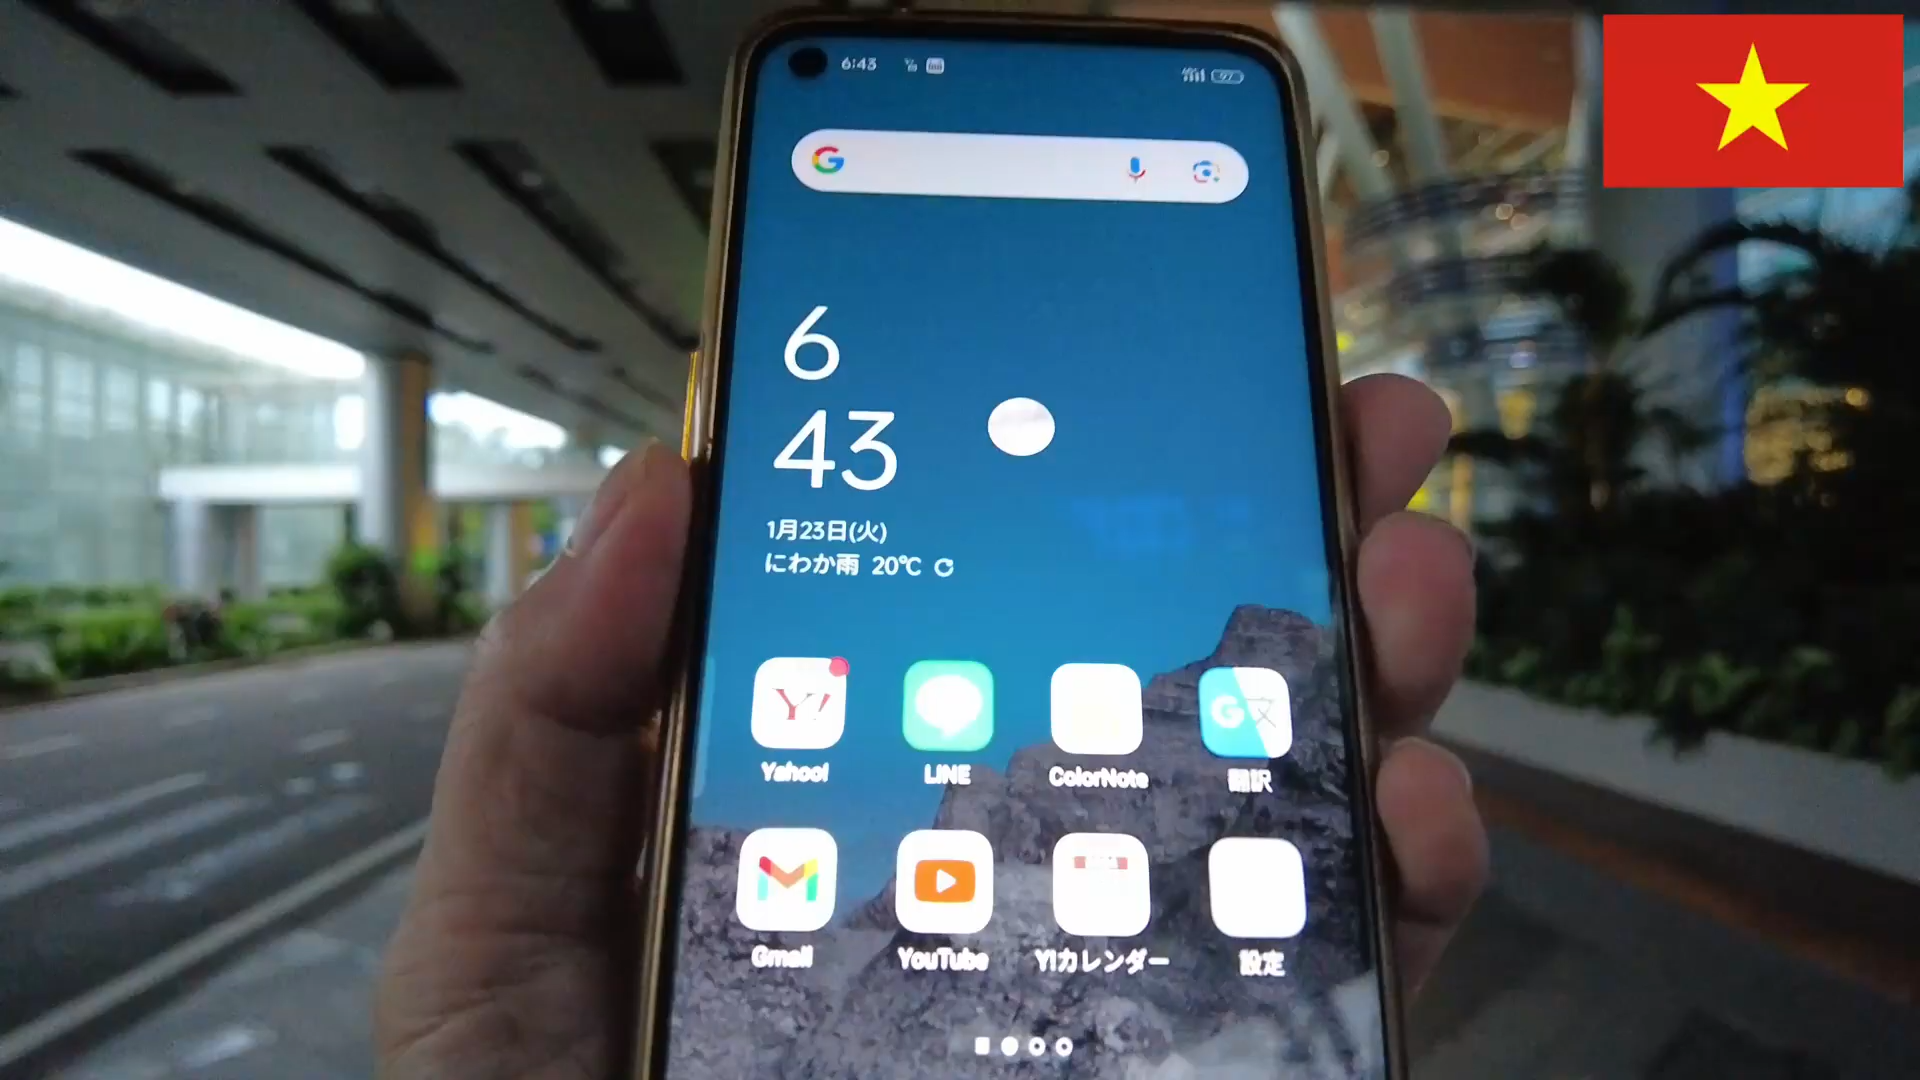 6:43
97
6
43
1月23日(火)
にわか雨 20℃
Yahoo!
LINE
ColorNote
翻訳
Gmail
YouTube
Y!カレンダー
設定